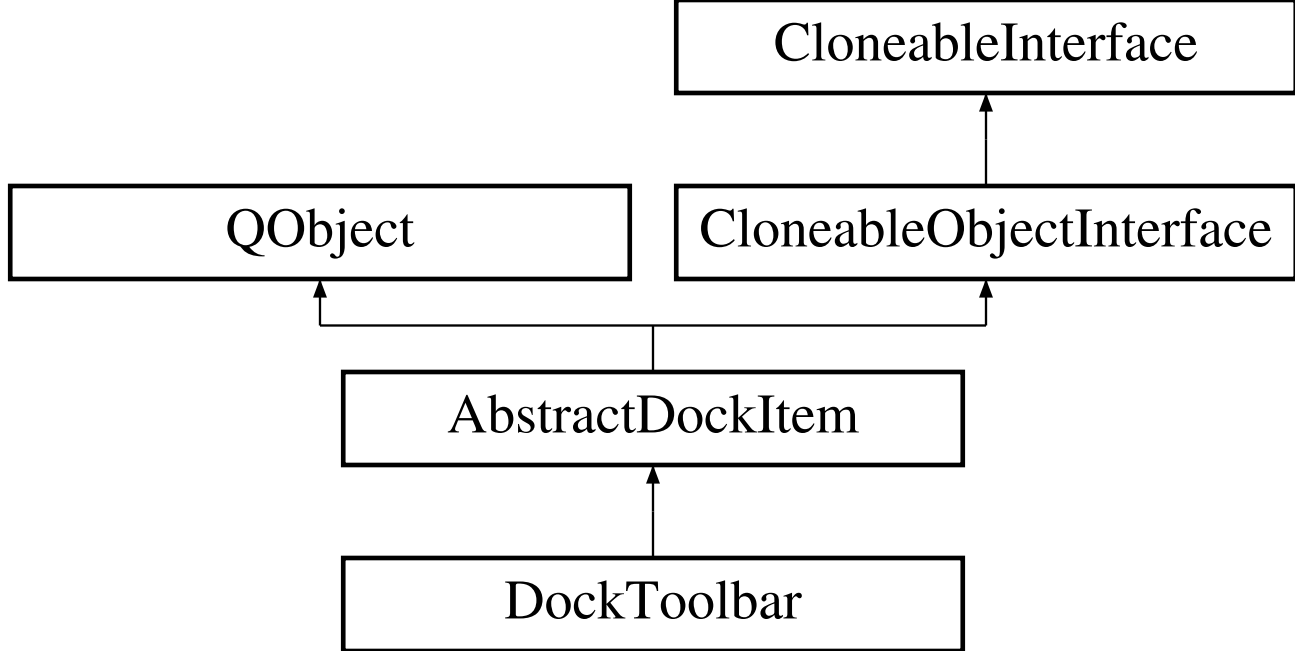 CloneableInterface
QObject
CloneableObjectInterface
AbstractDockItem
DockToolbar